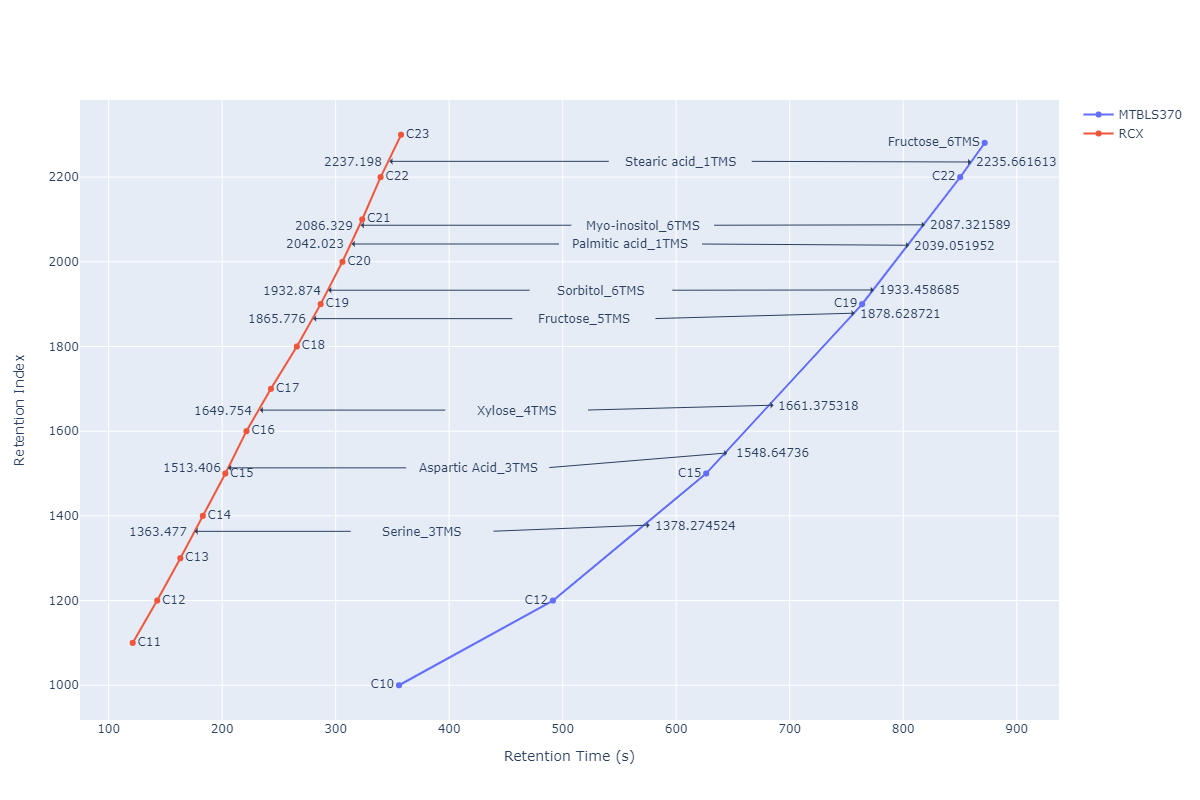 MTBLS370
RCX
C23
Fructose_6TMS
2237.198 Stearic acid_1TMS 2235.661613
2200 C22 C22
C21
2086.329 Myo-inositol_6TMS 2087.321589
2042.023 Palmitic acid_1TMS 2039.051952
2000 C20
1932.874 Sorbitol_6TMS 1933.458685
C19 C19
1865.776 Fructose_5TMS 1878.628721
1800 C18
C17
1649.754 Xylose_4TMS 1661.375318
1600 C16
1548.64736
1513.406 Aspartic Acid_3TMS
C15 C15
1400 C14
1363.477 Serine_3TMS 1378.274524
C13
1200 C12 C12
C11
1000 C10
100 200 300 400 500 600 700 800 900
Retention Time (s)
Retention Index